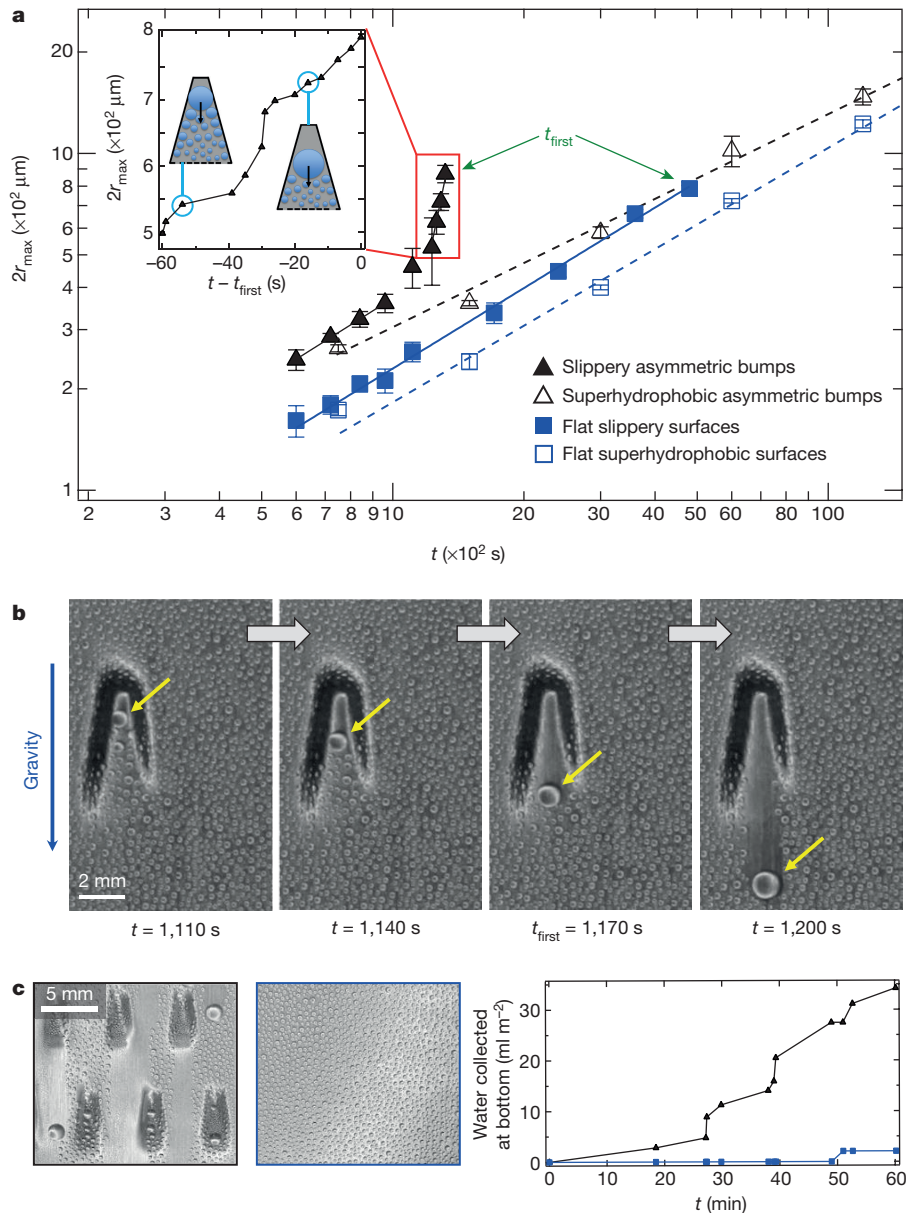 a
20
10
8
6
4
3
2
1
2r_max (×10² μm)
2 3 4 5 6 7 8 9 10 20 30 40 50 60 80 100
t (×10² s)
8
7
6
5
2r_max (×10² μm)
–60 –40 –20 0
t – t_first (s)
t_first
Slippery asymmetric bumps
Superhydrophobic asymmetric bumps
Flat slippery surfaces
Flat superhydrophobic surfaces
b
Gravity
2 mm
t = 1,110 s
t = 1,140 s
t_first = 1,170 s
t = 1,200 s
c
5 mm
Water collected
at bottom (ml m⁻²)
30
20
10
0
0 10 20 30 40 50 60
t (min)